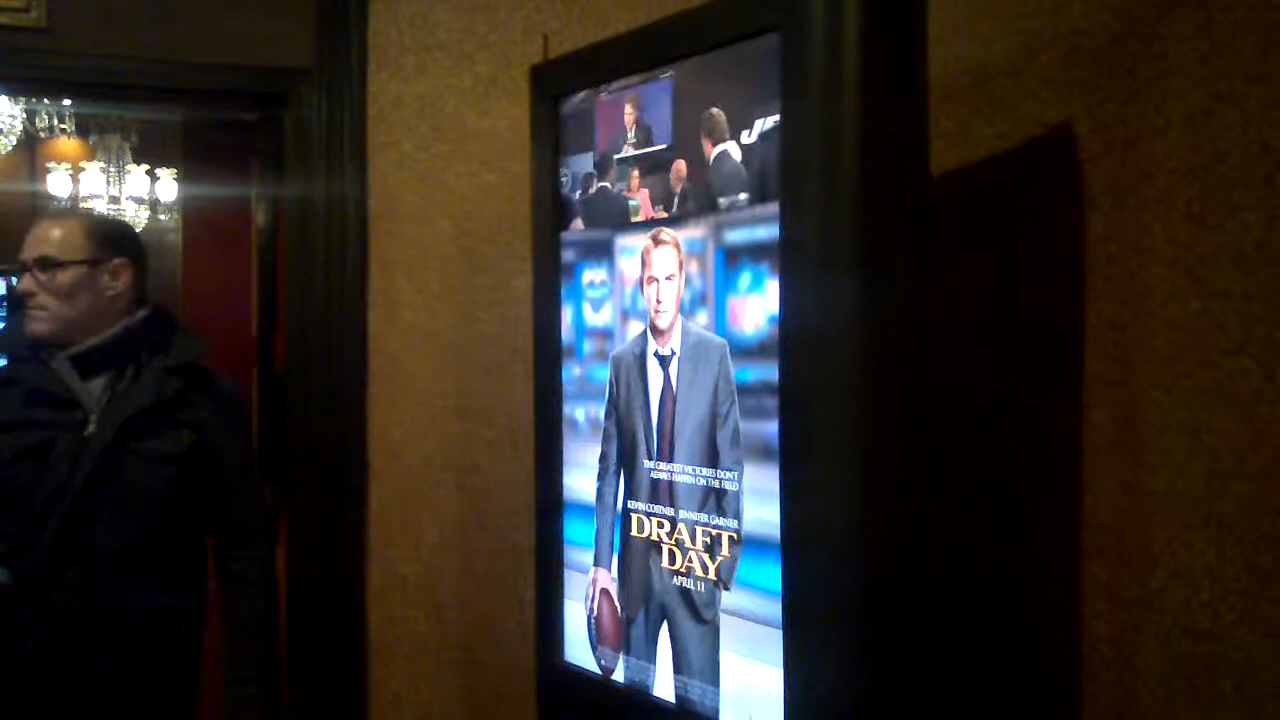 THE GREATEST VICTORIES DON'T
ALWAYS HAPPEN ON THE FIELD
KEVIN COSTNER JENNIFER GARNER
DRAFT
DAY
APRIL 11